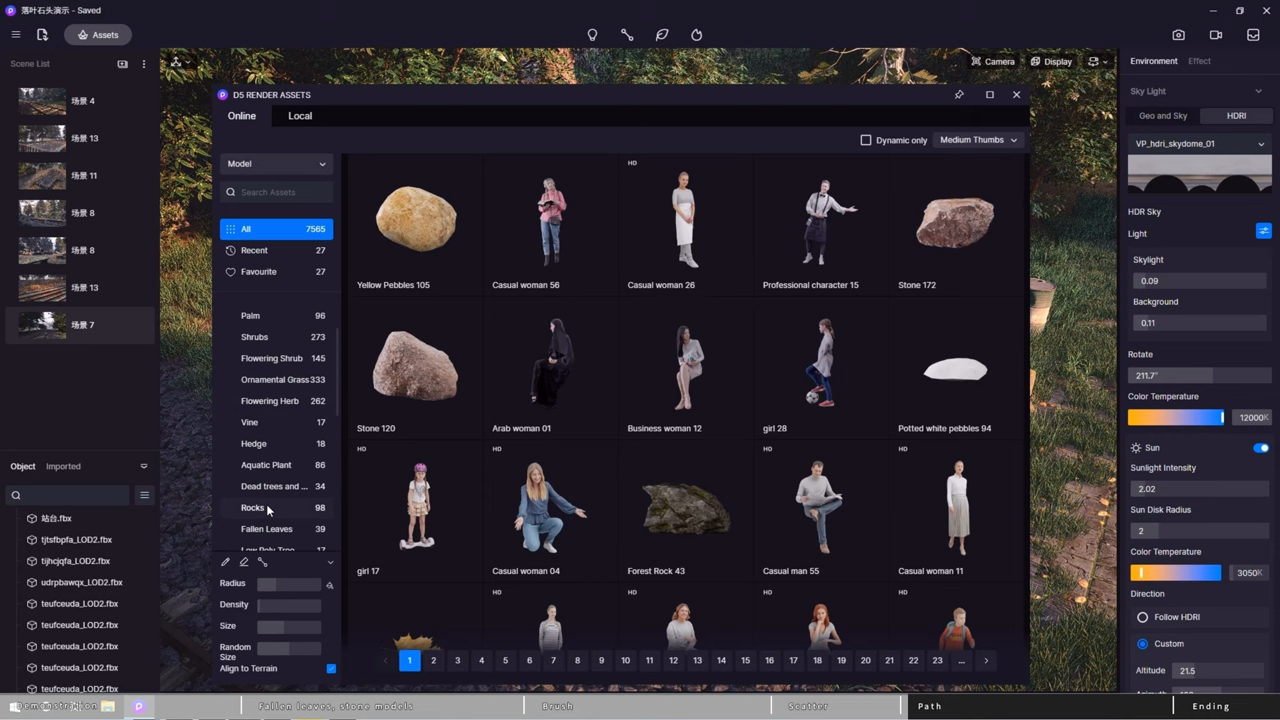 落叶石头演示 - Saved
Assets
Scene List
Camera
Display
Environment
Effect
场景 4
场景 13
场景 11
场景 8
场景 8
场景 13
场景 7
D5 RENDER ASSETS
Online
Local
Dynamic only
Medium Thumbs
Model
Search Assets
All 7565
Recent 27
Favourite 27
Palm 96
Shrubs 273
Flowering Shrub 145
Ornamental Grass 333
Flowering Herb 262
Vine 17
Hedge 18
Aquatic Plant 86
Dead trees and ... 34
Rocks 98
Fallen Leaves 39
Low Poly Tree 17
Radius
Density
Size
Random
Size
Align to Terrain
HD
Yellow Pebbles 105
Casual woman 56
Casual woman 26
Professional character 15
Stone 172
Stone 120
Arab woman 01
Business woman 12
girl 28
Potted white pebbles 94
HD
HD
HD
HD
girl 17
Casual woman 04
Forest Rock 43
Casual man 55
Casual woman 11
HD
HD
HD
HD
1 2 3 4 5 6 7 8 9 10 11 12 13 14 15 16 17 18 19 20 21 22 23 ...
Sky Light
Geo and Sky
HDRI
VP_hdri_skydome_01
HDR Sky
Light
Skylight
0.09
Background
0.11
Rotate
211.7°
Color Temperature
12000K
Sun
Sunlight Intensity
2.02
Sun Disk Radius
2
Color Temperature
3050K
Direction
Follow HDRI
Custom
Altitude 21.5
Object
Imported
站台.fbx
tjtsfbpfa_LOD2.fbx
tijhcjqfa_LOD2.fbx
udrpbawqx_LOD2.fbx
teufceuda_LOD2.fbx
teufceuda_LOD2.fbx
teufceuda_LOD2.fbx
teufceuda_LOD2.fbx
teufceuda_LOD2.fbx
Demonstration
Fallen leaves, stone models
Brush
Scatter
Path
Ending